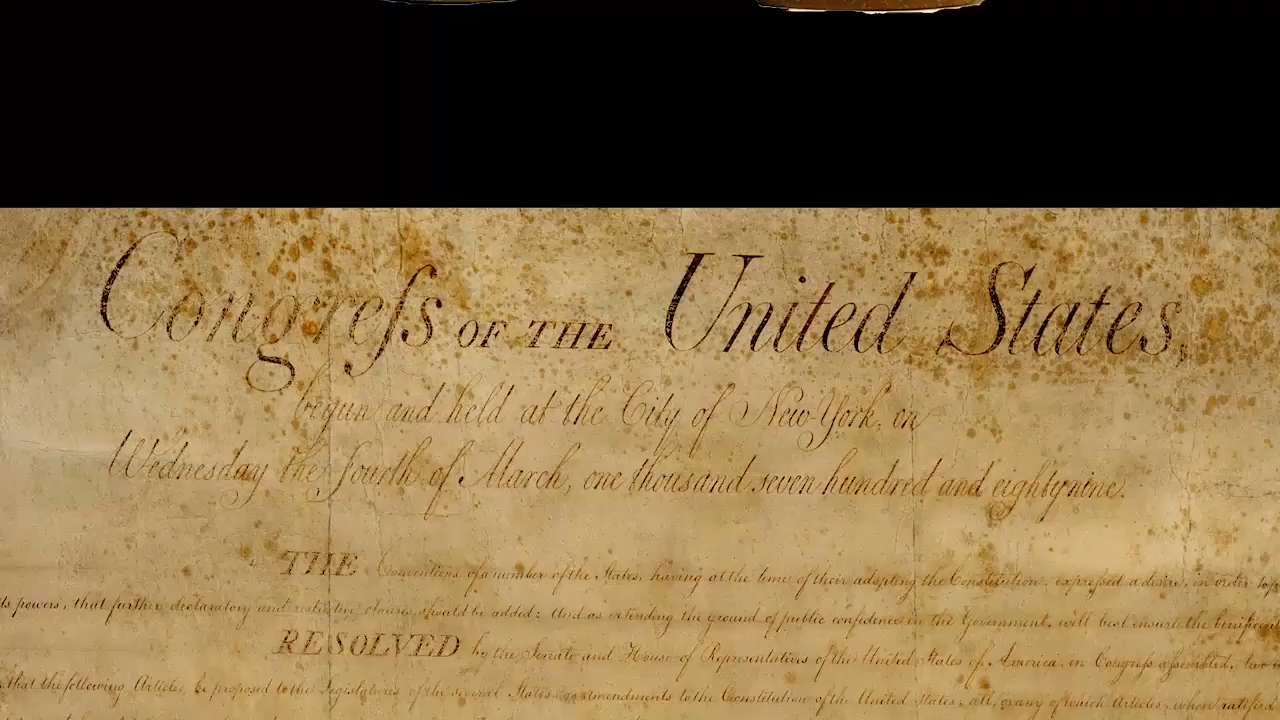 Congreſs OF THE United States,
begun and held at the City of New-York, on
Wednesday the fourth of March, one thousand seven hundred and eighty nine.
THE Conventions of a number of the States, having at the time of their adopting the Constitution, expressed a desire, in order to
its powers, that further declaratory and restrictive clauses should be added: And as extending the ground of public confidence in the Government, will best ensure the
RESOLVED by the Senate and House of Representatives of the United States of America, in Congreſs aſsembled, two
that the following Articles be proposed to the Legislatures of the several States, as amendments to the Constitution of the United States, all, or any of which Articles, when ratified